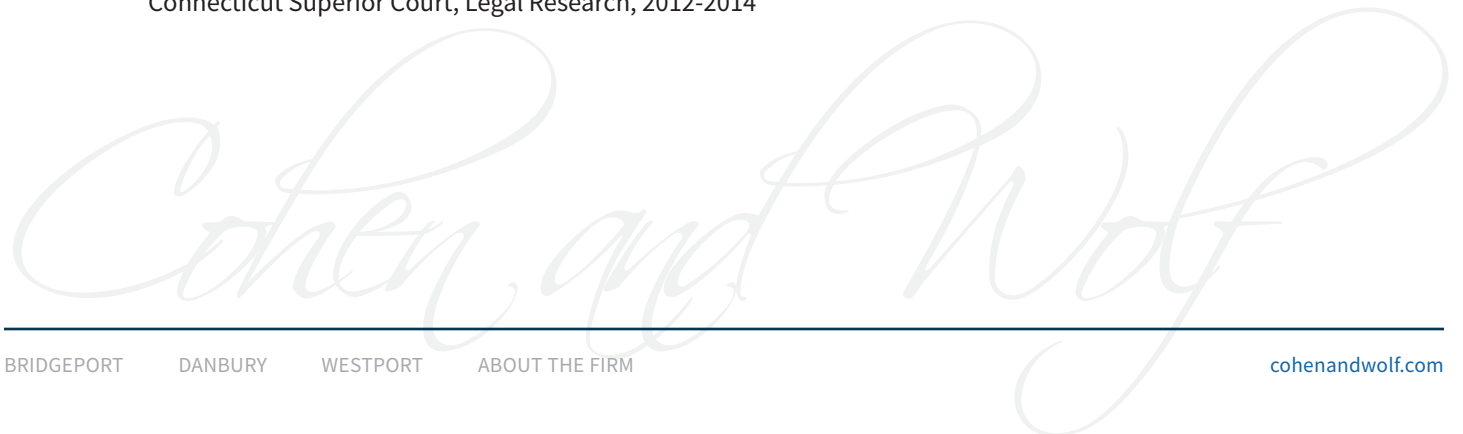 Connecticut Superior Court, Legal Research, 2012-2014
Cohen and Wolf
BRIDGEPORT DANBURY WESTPORT ABOUT THE FIRM cohenandwolf.com